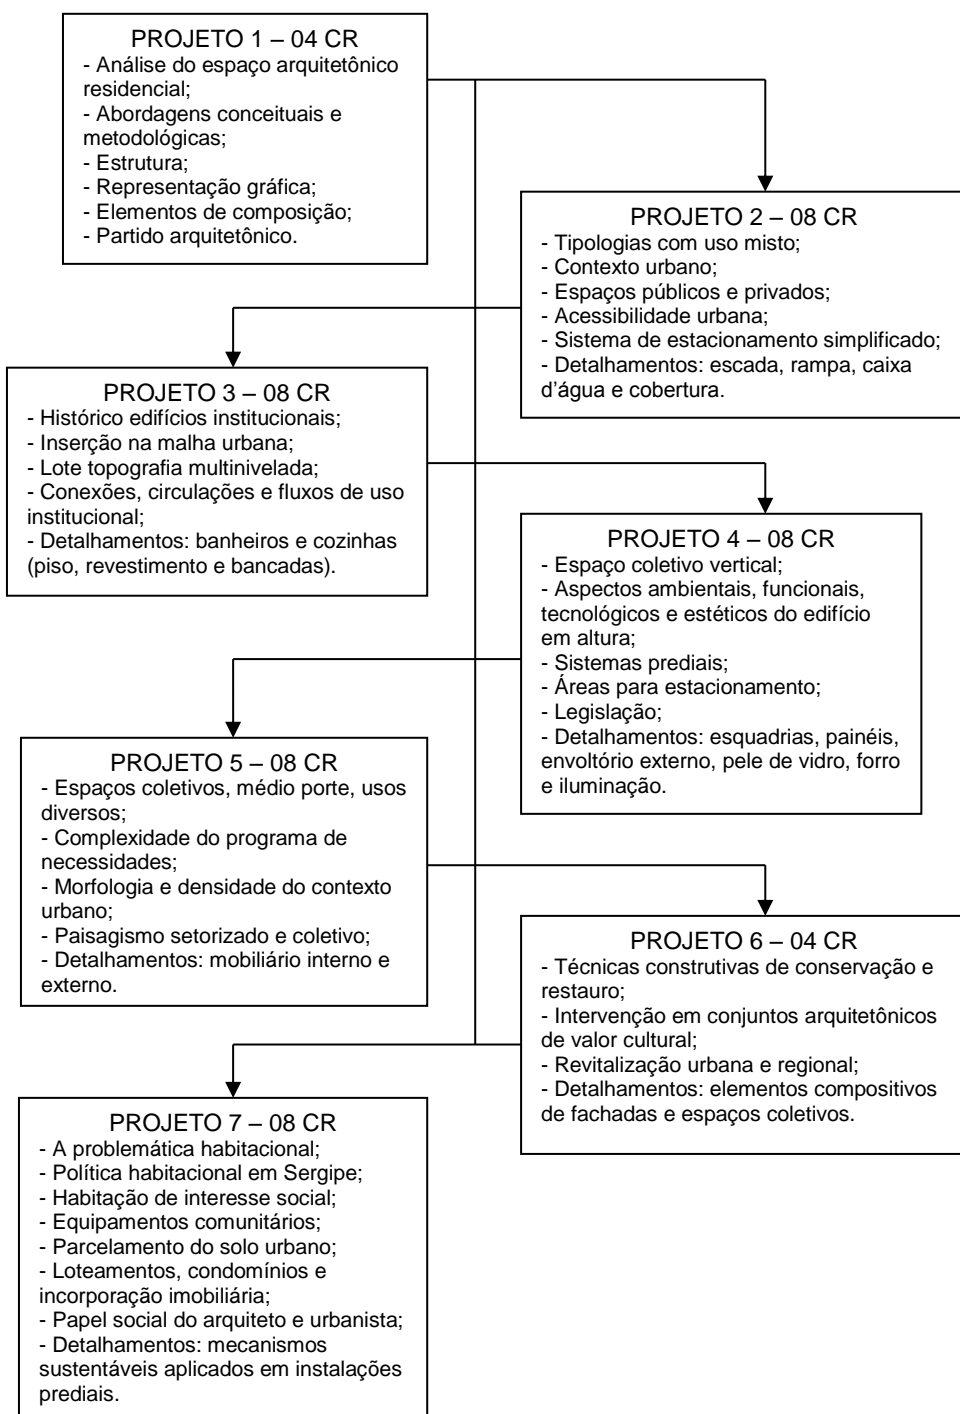 PROJETO 1 – 04 CR
- Análise do espaço arquitetônico
residencial;
- Abordagens conceituais e
metodológicas;
- Estrutura;
- Representação gráfica;
- Elementos de composição;
- Partido arquitetônico.
PROJETO 2 – 08 CR
- Tipologias com uso misto;
- Contexto urbano;
- Espaços públicos e privados;
- Acessibilidade urbana;
- Sistema de estacionamento simplificado;
- Detalhamentos: escada, rampa, caixa
d’água e cobertura.
PROJETO 3 – 08 CR
- Histórico edifícios institucionais;
- Inserção na malha urbana;
- Lote topografia multinivelada;
- Conexões, circulações e fluxos de uso
institucional;
- Detalhamentos: banheiros e cozinhas
(piso, revestimento e bancadas).
PROJETO 4 – 08 CR
- Espaço coletivo vertical;
- Aspectos ambientais, funcionais,
tecnológicos e estéticos do edifício
em altura;
- Sistemas prediais;
- Áreas para estacionamento;
- Legislação;
- Detalhamentos: esquadrias, painéis,
envoltório externo, pele de vidro, forro
e iluminação.
PROJETO 5 – 08 CR
- Espaços coletivos, médio porte, usos
diversos;
- Complexidade do programa de
necessidades;
- Morfologia e densidade do contexto
urbano;
- Paisagismo setorizado e coletivo;
- Detalhamentos: mobiliário interno e
externo.
PROJETO 6 – 04 CR
- Técnicas construtivas de conservação e
restauro;
- Intervenção em conjuntos arquitetônicos
de valor cultural;
- Revitalização urbana e regional;
- Detalhamentos: elementos compositivos
de fachadas e espaços coletivos.
PROJETO 7 – 08 CR
- A problemática habitacional;
- Política habitacional em Sergipe;
- Habitação de interesse social;
- Equipamentos comunitários;
- Parcelamento do solo urbano;
- Loteamentos, condomínios e
incorporação imobiliária;
- Papel social do arquiteto e urbanista;
- Detalhamentos: mecanismos
sustentáveis aplicados em instalações
prediais.